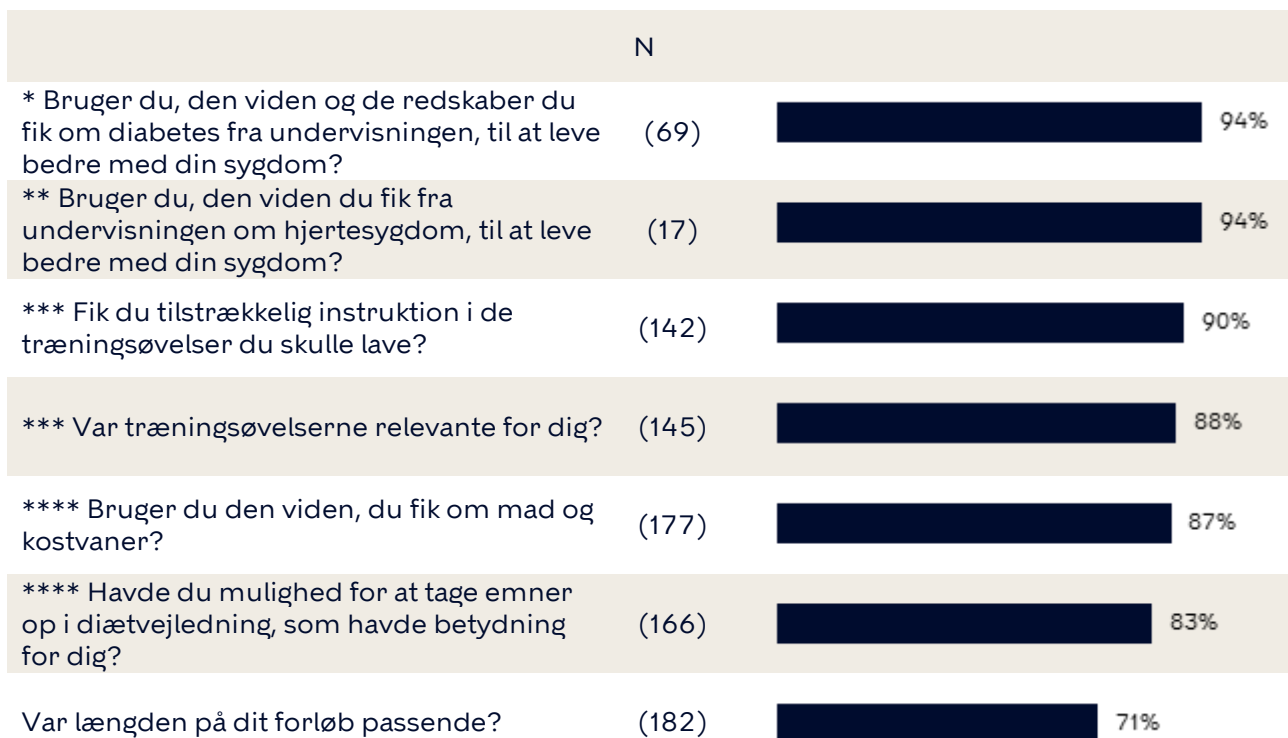 N
* Bruger du, den viden og de redskaber du
fik om diabetes fra undervisningen, til at leve
bedre med din sygdom?
(69)
94%
** Bruger du, den viden du fik fra
undervisningen om hjertesygdom, til at leve
bedre med din sygdom?
(17)
94%
*** Fik du tilstrækkelig instruktion i de
træningsøvelser du skulle lave?
(142)
90%
*** Var træningsøvelserne relevante for dig?
(145)
88%
**** Bruger du den viden, du fik om mad og
kostvaner?
(177)
87%
**** Havde du mulighed for at tage emner
op i diætvejledning, som havde betydning
for dig?
(166)
83%
Var længden på dit forløb passende?
(182)
71%